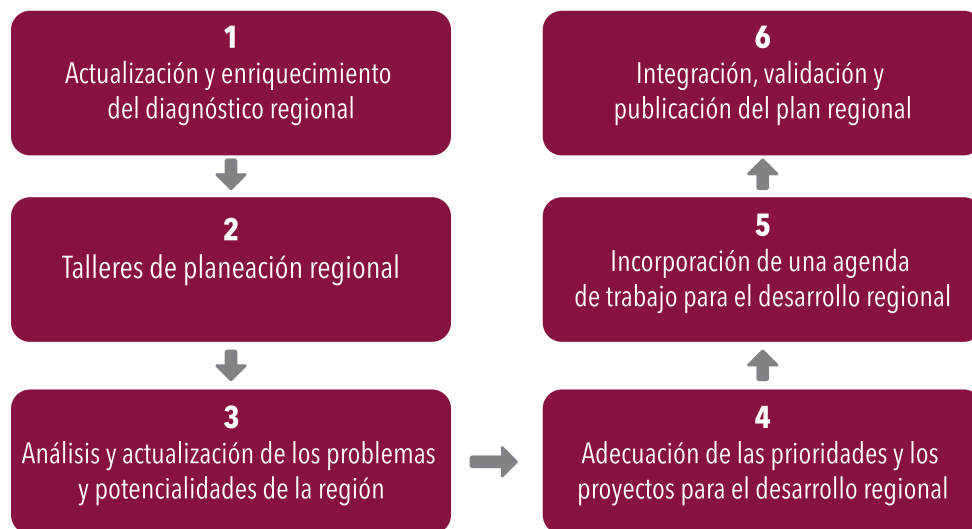 1
Actualización y enriquecimiento
del diagnóstico regional
2
Talleres de planeación regional
3
Análisis y actualización de los problemas
y potencialidades de la región
4
Adecuación de las prioridades y los
proyectos para el desarrollo regional
5
Incorporación de una agenda
de trabajo para el desarrollo regional
6
Integración, validación y
publicación del plan regional